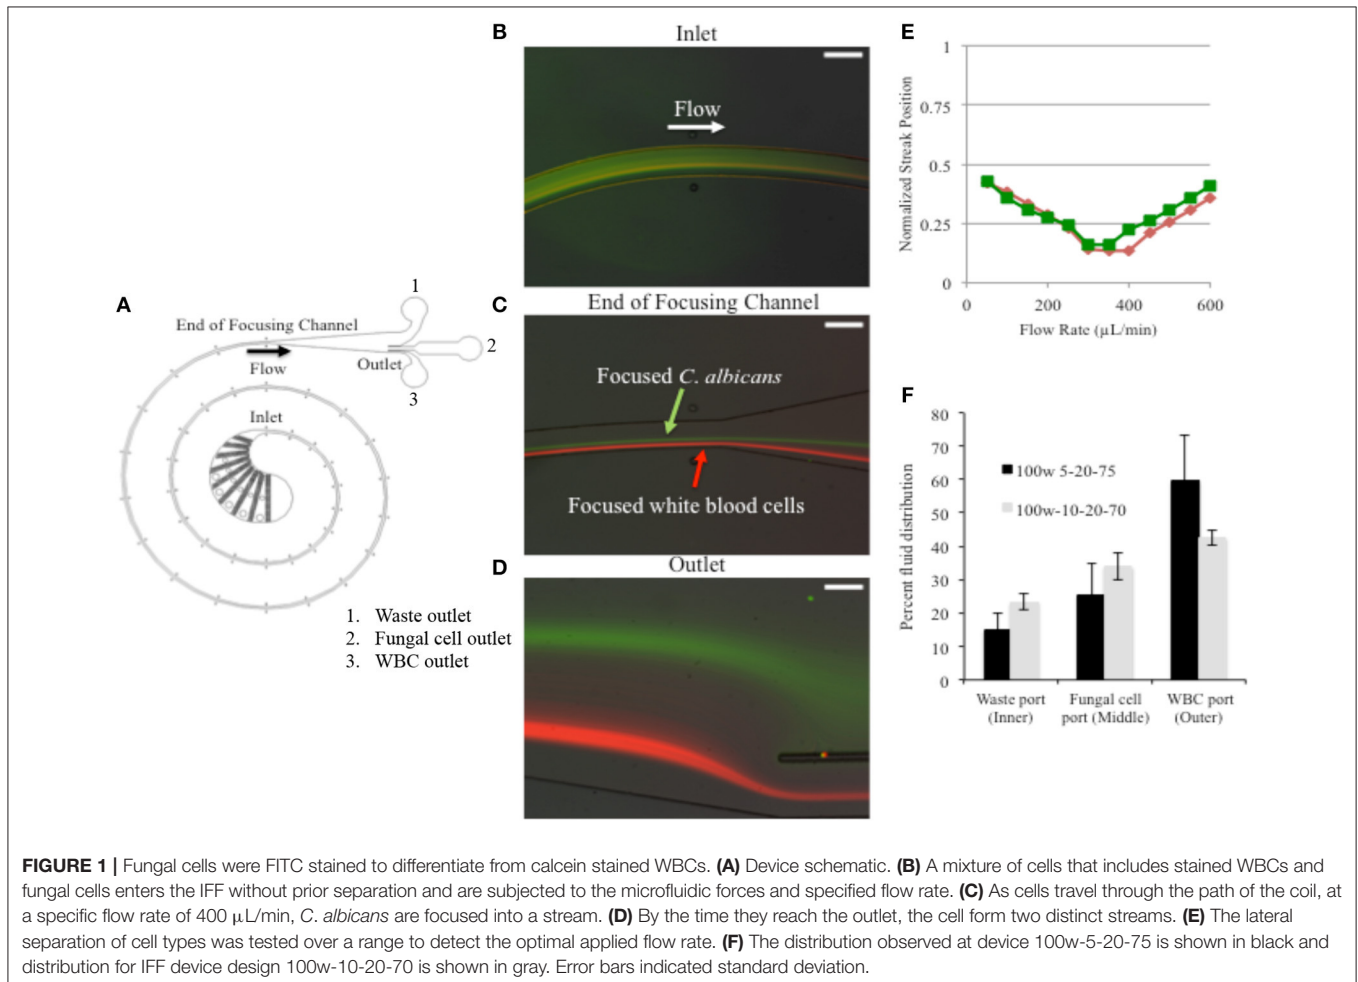 A
End of Focusing Channel
Flow
Outlet
Inlet
1
2
3
1. Waste outlet
2. Fungal cell outlet
3. WBC outlet
B
Inlet
Flow
C
End of Focusing Channel
Focused C. albicans
Focused white blood cells
D
Outlet
E
Normalized Streak Position
1
0.75
0.5
0.25
0
0
200
400
600
Flow Rate (µL/min)
F
Percent fluid distribution
80
70
60
50
40
30
20
10
0
100w 5-20-75
100w-10-20-70
Waste port
(Inner)
Fungal cell
port (Middle)
WBC port
(Outer)
FIGURE 1 | Fungal cells were FITC stained to differentiate from calcein stained WBCs. (A) Device schematic. (B) A mixture of cells that includes stained WBCs and
fungal cells enters the IFF without prior separation and are subjected to the microfluidic forces and specified flow rate. (C) As cells travel through the path of the coil, at
a specific flow rate of 400 µL/min, C. albicans are focused into a stream. (D) By the time they reach the outlet, the cell form two distinct streams. (E) The lateral
separation of cell types was tested over a range to detect the optimal applied flow rate. (F) The distribution observed at device 100w-5-20-75 is shown in black and
distribution for IFF device design 100w-10-20-70 is shown in gray. Error bars indicated standard deviation.